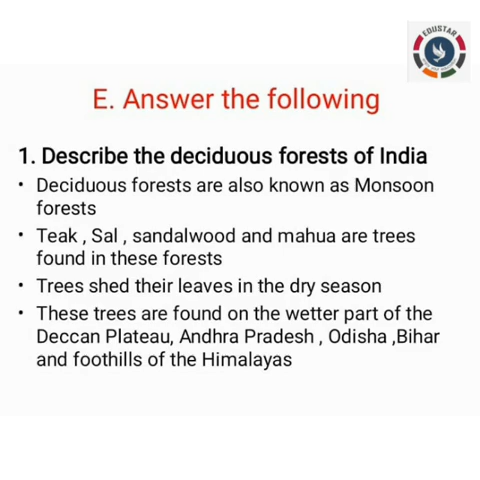 EDUSTAR
E. Answer the following
1. Describe the deciduous forests of India
• Deciduous forests are also known as Monsoon
forests
• Teak , Sal , sandalwood and mahua are trees
found in these forests
• Trees shed their leaves in the dry season
• These trees are found on the wetter part of the
Deccan Plateau, Andhra Pradesh , Odisha ,Bihar
and foothills of the Himalayas